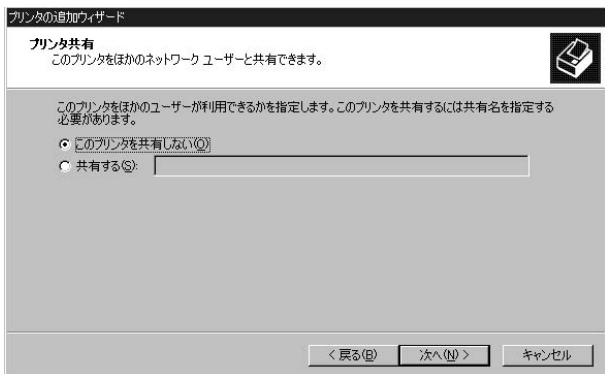 プリンタの追加ウィザード
プリンタ共有
このプリンタをほかのネットワーク ユーザーと共有できます。
このプリンタをほかのユーザーが利用できるかを指定します。このプリンタを共有するには共有名を指定する
必要があります。
このプリンタを共有しない(O)
共有する(S):
< 戻る(B)
次へ(N) >
キャンセル